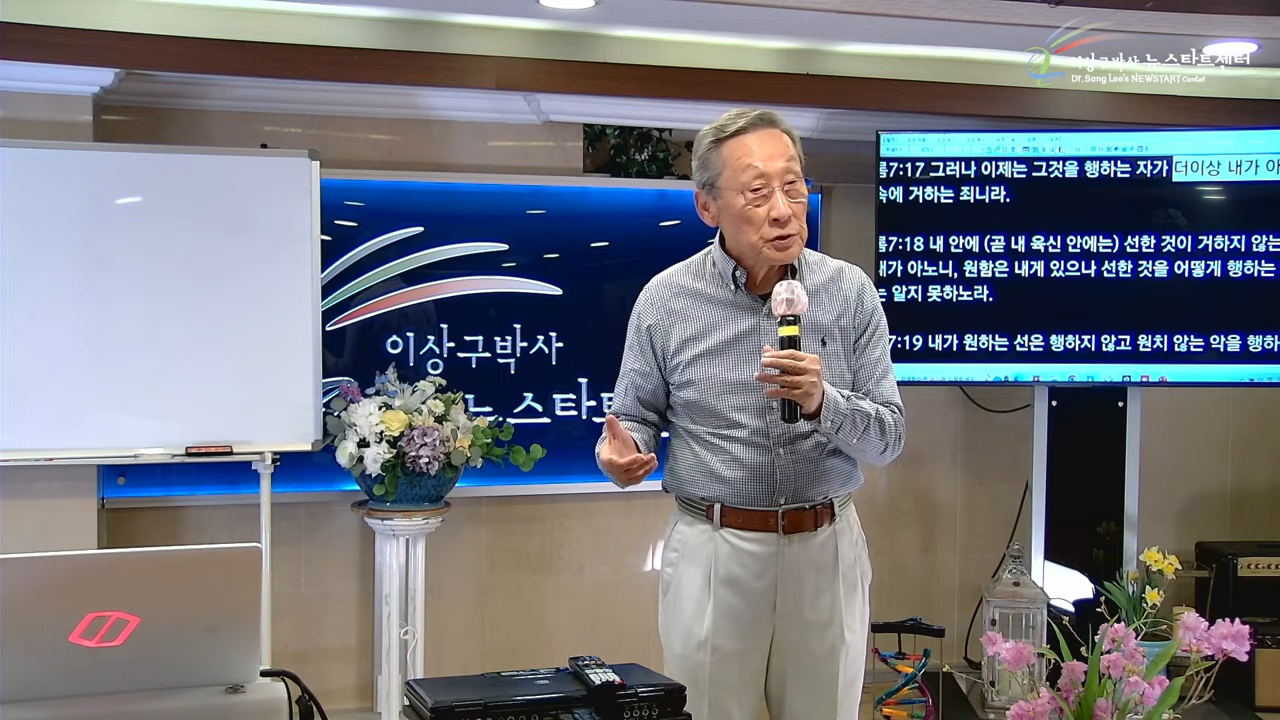 이상구박사 뉴스타트센터
Dr.Sang Lee's NEWSTART Center
롬7:17 그러나 이제는 그것을 행하는 자가 더이상 내가 아
속에 거하는 죄니라.
롬7:18 내 안에 (곧 내 육신 안에는) 선한 것이 거하지 않는
내가 아노니, 원함은 내게 있으나 선한 것을 어떻게 행하는
는 알지 못하노라.
7:19 내가 원하는 선은 행하지 않고 원치 않는 악을 행하
이상구박사
뉴스타트